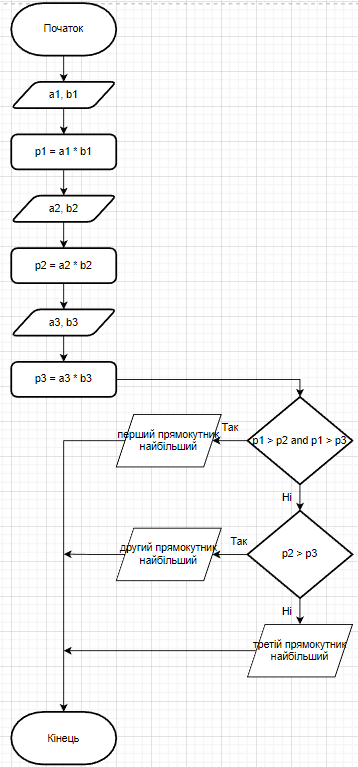 Початок
a1, b1
p1 = a1 * b1
a2, b2
p2 = a2 * b2
a3, b3
p3 = a3 * b3
p1 > p2 and p1 > p3
Так
перший прямокутник
найбільший
Ні
p2 > p3
Так
другий прямокутник
найбільший
Ні
третій прямокутник
найбільший
Кінець